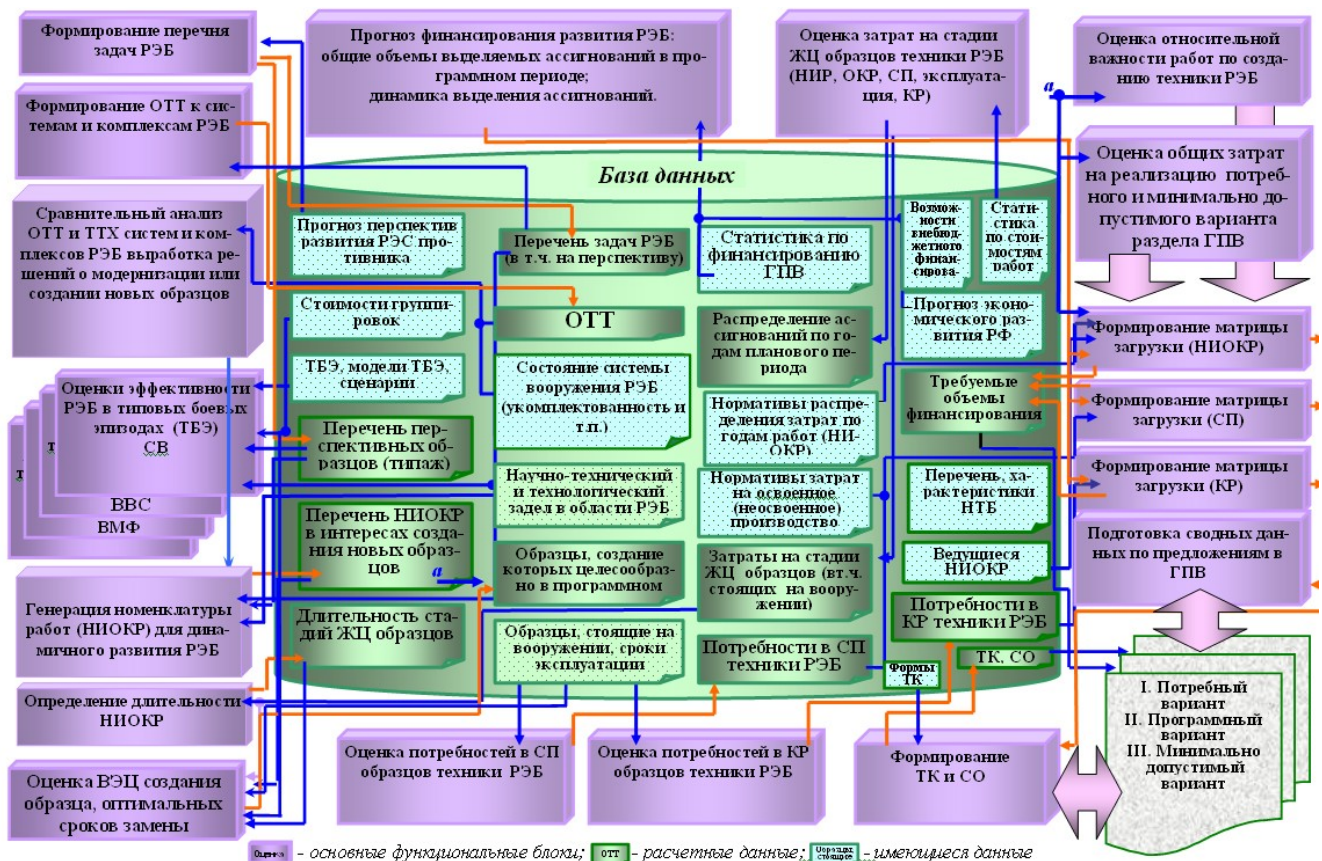 Формирование перечня
задач РЭБ
Прогноз финансирования развития РЭБ:
общие объемы выделяемых ассигнований в про-
граммном периоде;
динамика выделения ассигнований.
Оценка затрат на стадии
ЖЦ образцов техники РЭБ
(НИР, ОКР, СП, эксплуата-
ция, КР)
Оценка относительной
важности работ по созданию
техники РЭБ
а
Формирование ОТТ к сис-
темам и комплексам РЭБ
Оценка общих затрат
на реализацию потреб-
ного и минимально до-
пустимого варианта
раздела ГПВ
Сравнительный анализ
ОТТ и ТТХ систем и ком-
плексов РЭБ выработка ре-
шений о модернизации или
создании новых образцов
База данных
Прогноз перспектив
развития РЭС про-
тивника
Перечень задач РЭБ
(в т.ч. на перспективу)
Статистика по
финансированию
ГПВ
Возмож-
ности
внебюд-
жетного
финанси-
рова-
Стати-
стика
по стои-
мостям
работ
Стоимости группи-
ровок
ОТТ
Распределение ас-
сигнований по го-
дам планового пе-
риода
Прогноз эконо-
мического разви-
тия РФ
ТБЭ, модели ТБЭ,
сценарии
Состояние системы
вооружения РЭБ
(укомплектованность и
т.п.)
Нормативы распре-
деления затрат по
годам работ (НИ-
ОКР)
Требуемые
объемы
финансирования
Формирование матрицы
загрузки (НИОКР)
Формирование матрицы
загрузки (СП)
Формирование матрицы
загрузки (КР)
Оценки эффективности
РЭБ в типовых боевых
эпизодах (ТБЭ)
СВ
ВВС
ВМФ
Перечень пер-
спективных об-
разцов (типаж)
Научно-технический
и технологический
задел в области РЭБ
Нормативы затрат
на освоенное
(неосвоенное)
производство
Перечень, ха-
рактеристики
НТБ
Перечень НИОКР
в интересах созда-
ния новых образ-
цов
а
Образцы, создание
которых целесообраз-
но в программном
Затраты на стадии
ЖЦ образцов (вт.ч.
стоящих на воору-
жении)
Ведущиеся
НИОКР
Подготовка сводных дан-
ных по предложениям в
ГПВ
Генерация номенклатуры
работ (НИОКР) для дина-
мичного развития РЭБ
Длительность ста-
дий ЖЦ образцов
Образцы, стоящие на
вооружении, сроки
эксплуатации
Потребности в СП
техники РЭБ
Потребности в
КР техники РЭБ
Формы
ТК
ТК, СО
Определение длительности
НИОКР
Оценка ВЭЦ создания
образца, оптимальных
сроков замены
Оценка потребностей в СП
образцов техники РЭБ
Оценка потребностей в КР
образцов техники РЭБ
Формирование
ТК и СО
I. Потребный
вариант
II. Программный
вариант
III. Минимально
допустимый
вариант
Оценка - основные функциональные блоки; ОТТ - расчетные данные; Образцы, стоящие - имеющиеся данные